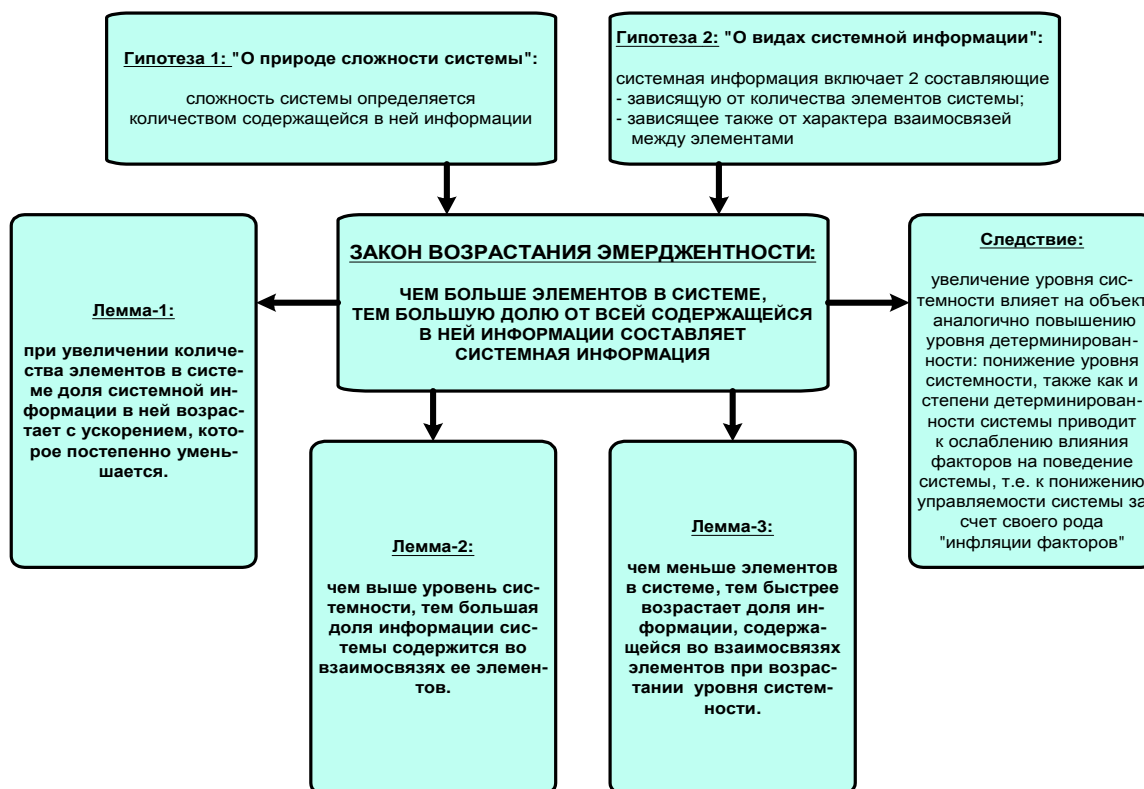 Гипотеза 1: "О природе сложности системы":
сложность системы определяется
количеством содержащейся в ней информации
Гипотеза 2: "О видах системной информации":
системная информация включает 2 составляющие
- зависящую от количества элементов системы;
- зависящее также от характера взаимосвязей
между элементами
ЗАКОН ВОЗРАСТАНИЯ ЭМЕРДЖЕНТНОСТИ:
ЧЕМ БОЛЬШЕ ЭЛЕМЕНТОВ В СИСТЕМЕ,
ТЕМ БОЛЬШУЮ ДОЛЮ ОТ ВСЕЙ СОДЕРЖАЩЕЙСЯ
В НЕЙ ИНФОРМАЦИИ СОСТАВЛЯЕТ
СИСТЕМНАЯ ИНФОРМАЦИЯ
Лемма-1:
при увеличении количе-
ства элементов в систе-
ме доля системной ин-
формации в ней возрас-
тает с ускорением, кото-
рое постепенно умень-
шается.
Лемма-2:
чем выше уровень сис-
темности, тем большая
доля информации сис-
темы содержится во
взаимосвязях ее элемен-
тов.
Лемма-3:
чем меньше элементов
в системе, тем быстрее
возрастает доля ин-
формации, содержа-
щейся во взаимосвязях
элементов при возрас-
тании уровня систем-
ности.
Следствие:
увеличение уровня сис-
темности влияет на объект
аналогично повышению
уровня детерминирован-
ности: понижение уровня
системности, также как и
степени детерминирован-
ности системы приводит
к ослаблению влияния
факторов на поведение
системы, т.е. к понижению
управляемости системы за
счет своего рода
"инфляции факторов"